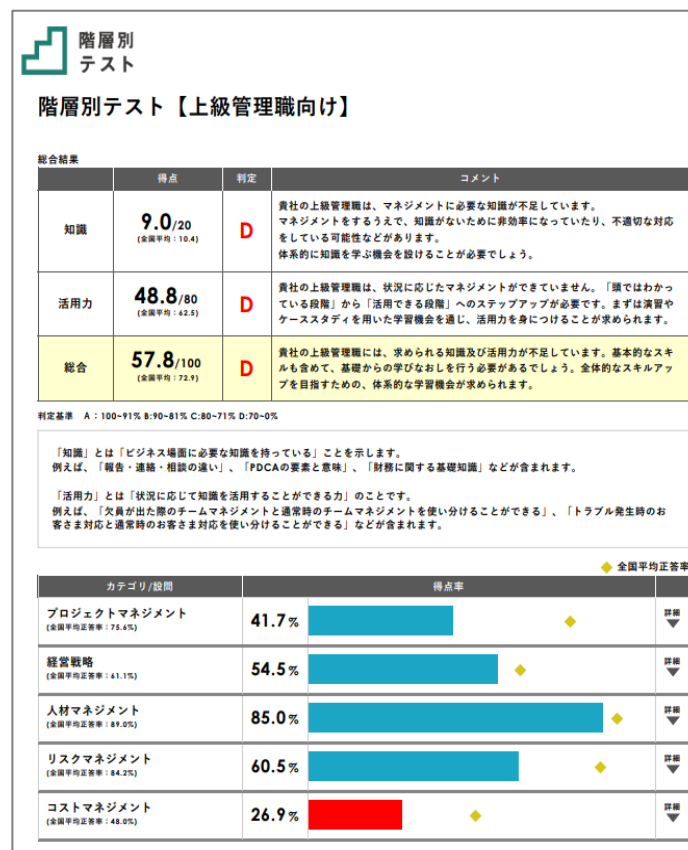 階層別
テスト
階層別テスト【上級管理職向け】
総合結果
得点 判定 コメント
知識 9.0/20 (全国平均：10.4) D
貴社の上級管理職は、マネジメントに必要な知識が不足しています。
マネジメントをするうえで、知識がないために非効率になっていたり、不適切な対応
をしている可能性などがあります。
体系的に知識を学ぶ機会を設けることが必要でしょう。
活用力 48.8/80 (全国平均：62.5) D
貴社の上級管理職は、状況に応じたマネジメントができていません。「頭ではわかっ
ている段階」から「活用できる段階」へのステップアップが必要です。まずは演習や
ケーススタディを用いた学習機会を通じ、活用力を身につけることが求められます。
総合 57.8/100 (全国平均：72.9) D
貴社の上級管理職には、求められる知識及び活用力が不足しています。基本的なスキ
ルも含めて、基礎からの学びなおしを行う必要があるでしょう。全体的なスキルアッ
プを目指すための、体系的な学習機会が求められます。
判定基準 A：100~91% B:90~81% C:80~71% D:70~0%
「知識」とは「ビジネス場面に必要な知識を持っている」ことを示します。
例えば、「報告・連絡・相談の違い」、「PDCAの要素と意味」、「財務に関する基礎知識」などが含まれます。
「活用力」とは「状況に応じて知識を活用することができる力」のことです。
例えば、「欠員が出た際のチームマネジメントと通常時のチームマネジメントを使い分けることができる」、「トラブル発生時のお
客さま対応と通常時のお客さま対応を使い分けることができる」などが含まれます。
全国平均正答率
カテゴリ/設問 得点率
プロジェクトマネジメント
(全国平均正答率：75.6%)
41.7% 詳細
経営戦略
(全国平均正答率：61.1%)
54.5% 詳細
人材マネジメント
(全国平均正答率：89.0%)
85.0% 詳細
リスクマネジメント
(全国平均正答率：84.2%)
60.5% 詳細
コストマネジメント
(全国平均正答率：48.0%)
26.9% 詳細